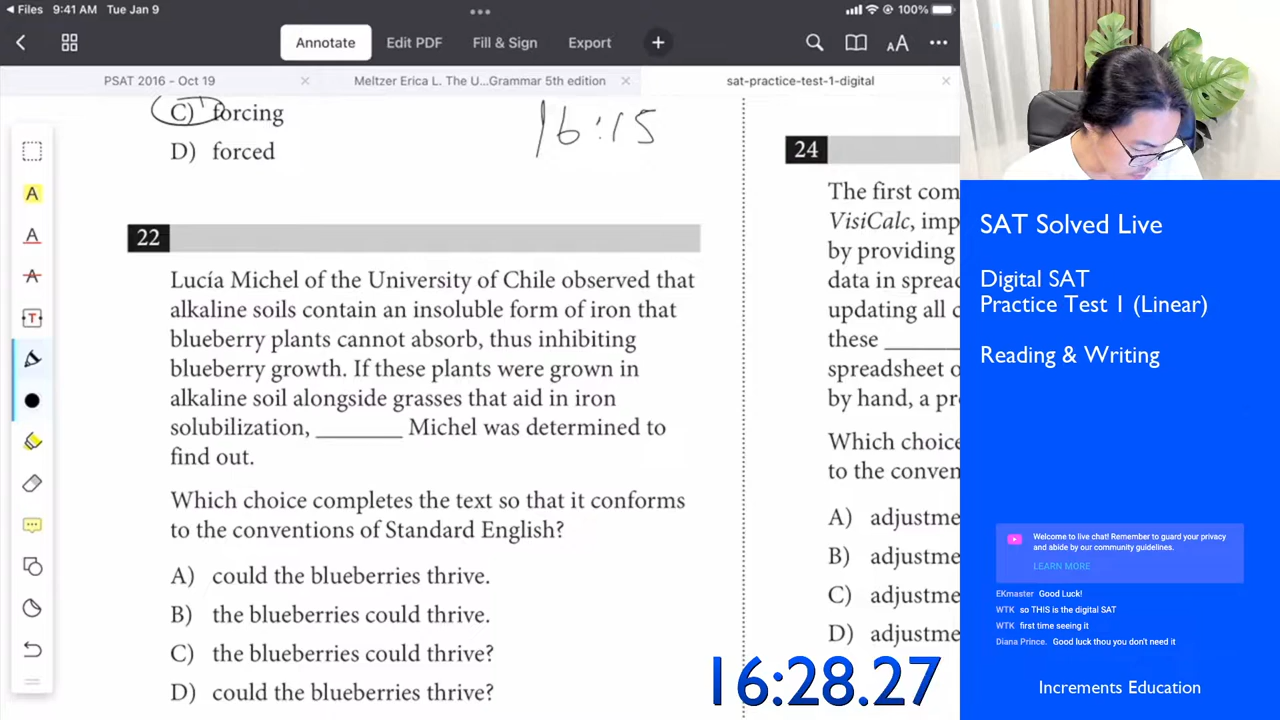 Files 9:41 AM Tue Jan 9 100%
Annotate Edit PDF Fill & Sign Export
PSAT 2016 - Oct 19
Meltzer Erica L. The U...Grammar 5th edition
sat-practice-test-1-digital
C) forcing
D) forced
16:15
22
Lucía Michel of the University of Chile observed that
alkaline soils contain an insoluble form of iron that
blueberry plants cannot absorb, thus inhibiting
blueberry growth. If these plants were grown in
alkaline soil alongside grasses that aid in iron
solubilization, _______ Michel was determined to
find out.
Which choice completes the text so that it conforms
to the conventions of Standard English?
A) could the blueberries thrive.
B) the blueberries could thrive.
C) the blueberries could thrive?
D) could the blueberries thrive?
24
The first com
VisiCalc, imp
by providing
data in spread
updating all c
these
spreadsheet o
by hand, a pr
Which choice
to the conven
A) adjustme
B) adjustme
C) adjustme
D) adjustme
16:28.27
SAT Solved Live
Digital SAT
Practice Test 1 (Linear)
Reading & Writing
Welcome to live chat! Remember to guard your privacy
and abide by our community guidelines.
LEARN MORE
EKmaster Good Luck!
WTK so THIS is the digital SAT
WTK first time seeing it
Diana Prince. Good luck thou you don't need it
Increments Education